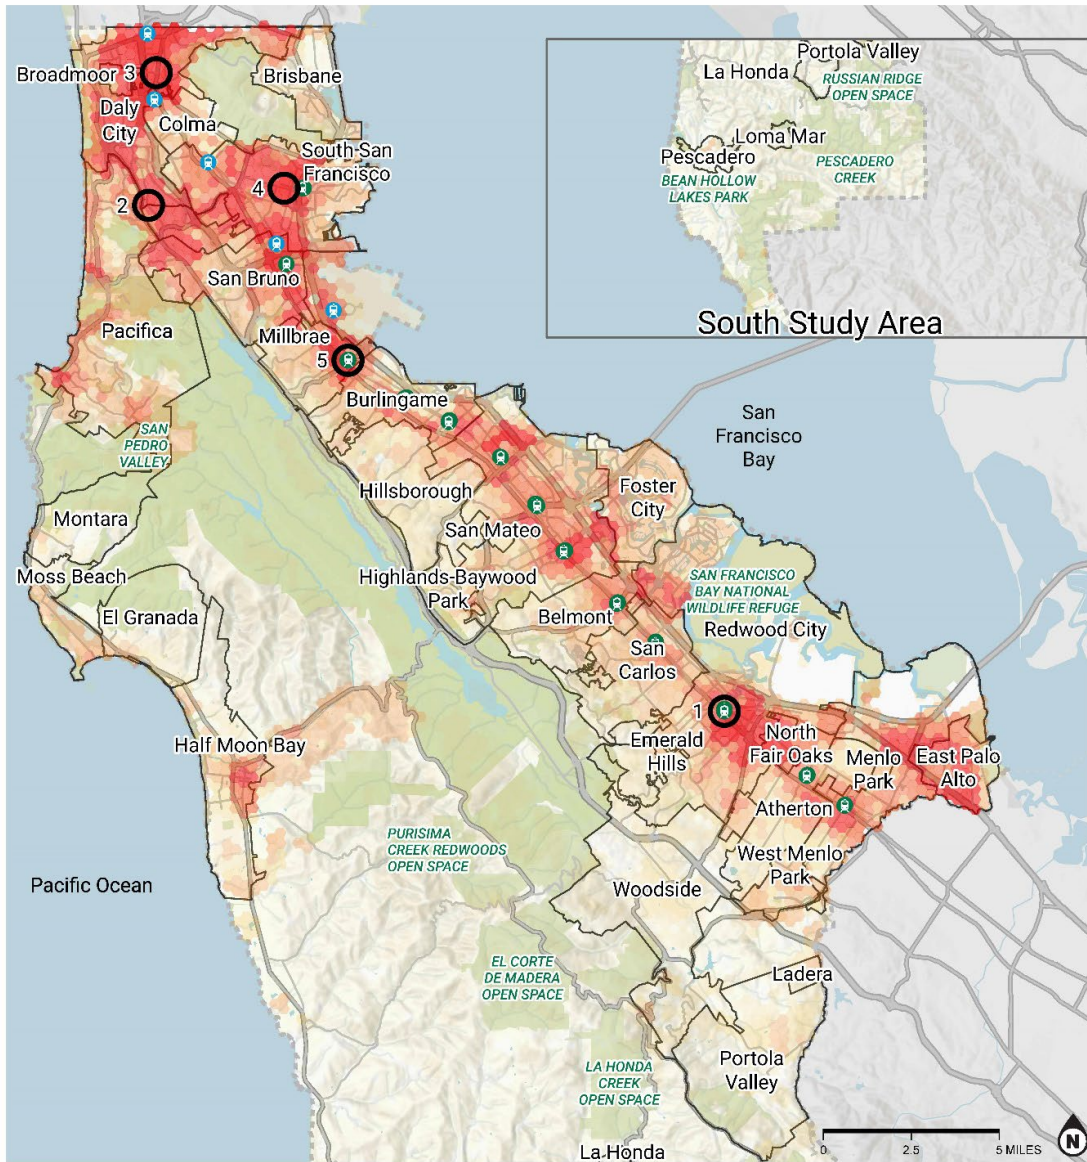 Broadmoor
3
Brisbane
Daly
City
Colma
South San
Francisco
4
2
San Bruno
Pacifica
Millbrae
5
Burlingame
SAN
PEDRO
VALLEY
Hillsborough
Foster
City
San
Francisco
Bay
Montara
San Mateo
Moss Beach
Highlands-Baywood
Park
El Granada
Belmont
SAN FRANCISCO
BAY NATIONAL
WILDLIFE REFUGE
Redwood City
San
Carlos
1
Half Moon Bay
Emerald
Hills
North
Fair Oaks
Menlo
Park
East Palo
Alto
Atherton
PURISIMA
CREEK REDWOODS
OPEN SPACE
West Menlo
Park
Pacific Ocean
Woodside
EL CORTE
DE MADERA
OPEN SPACE
Ladera
Portola
Valley
LA HONDA
CREEK
OPEN SPACE
La Honda
Portola Valley
La Honda
RUSSIAN RIDGE
OPEN SPACE
Loma Mar
Pescadero
PESCADERO
CREEK
BEAN HOLLOW
LAKES PARK
South Study Area
0
2.5
5 MILES
N